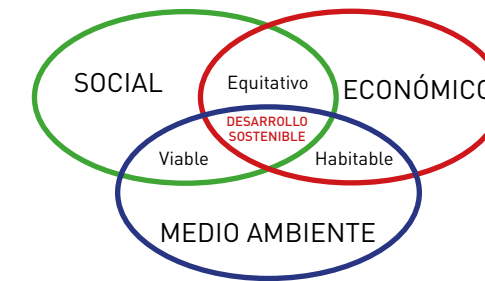 SOCIAL
Equitativo
ECONÓMICO
DESARROLLO
SOSTENIBLE
Viable
Habitable
MEDIO AMBIENTE